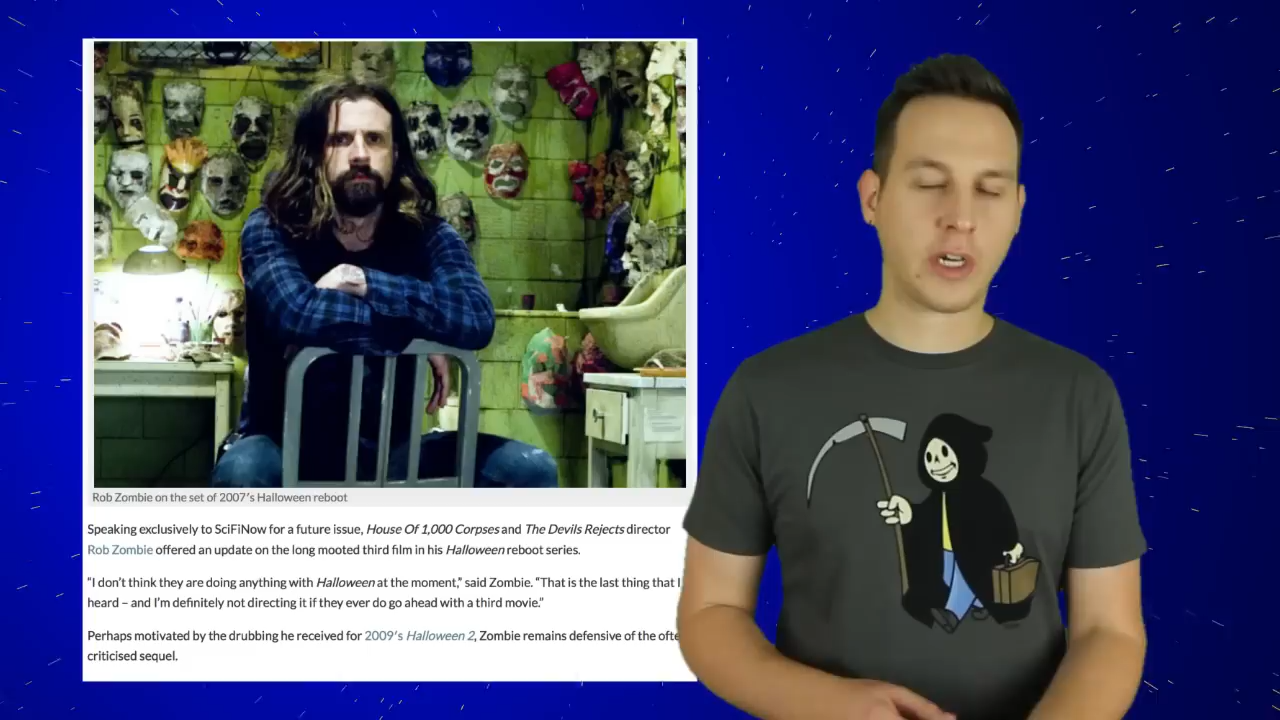 Rob Zombie on the set of 2007's Halloween reboot
Speaking exclusively to SciFiNow for a future issue, House Of 1,000 Corpses and The Devils Rejects director
Rob Zombie offered an update on the long mooted third film in his Halloween reboot series.
"I don't think they are doing anything with Halloween at the moment," said Zombie. "That is the last thing that I
heard – and I'm definitely not directing it if they ever do go ahead with a third movie."
Perhaps motivated by the drubbing he received for 2009's Halloween 2, Zombie remains defensive of the
criticised sequel.